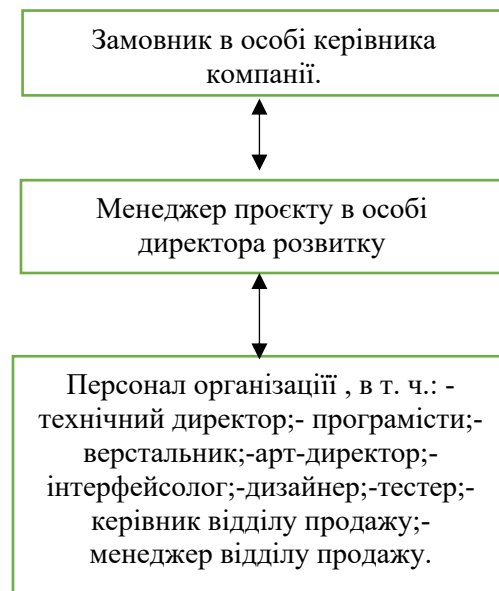 Замовник в особі керівника
компанії.
Менеджер проєкту в особі
директора розвитку
Персонал організаціїї , в т. ч.: -
технічний директор;- програмісти;-
верстальник;-арт-директор;-
інтерфейсолог;-дизайнер;-тестер;-
керівник відділу продажу;-
менеджер відділу продажу.